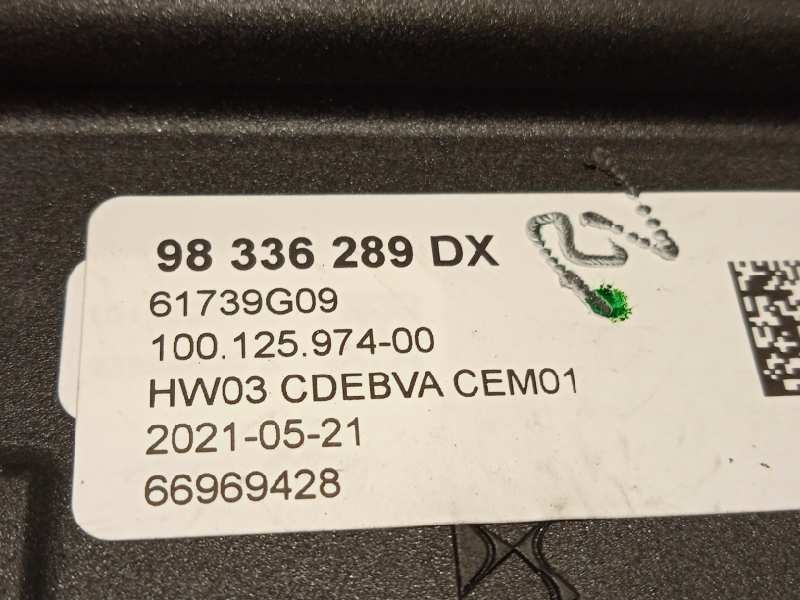 98 336 289 DX
61739G09
100.125.974-00
HW03 CDEBVA CEM01
2021-05-21
66969428